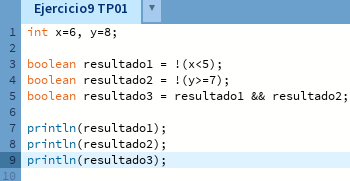 Ejercicio9 TP01 ▼
1 int x=6, y=8;
2
3 boolean resultado1 = !(x<5);
4 boolean resultado2 = !(y>=7);
5 boolean resultado3 = resultado1 && resultado2;
6
7 println(resultado1);
8 println(resultado2);
9 println(resultado3);
10